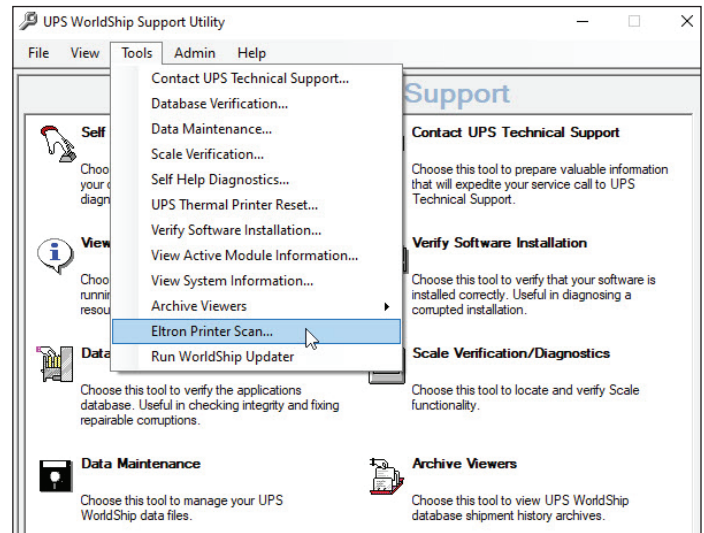 UPS WorldShip Support Utility
File View Tools Admin Help
Contact UPS Technical Support...
Database Verification...
Data Maintenance...
Scale Verification...
Self Help Diagnostics...
UPS Thermal Printer Reset...
Verify Software Installation...
View Active Module Information...
View System Information...
Archive Viewers
Eltron Printer Scan...
Run WorldShip Updater
Support
Self
Choo
your
diagn
Contact UPS Technical Support
Choose this tool to prepare valuable information
that will expedite your service call to UPS
Technical Support.
View
Choo
runnin
resou
Verify Software Installation
Choose this tool to verify that your software is
installed correctly. Useful in diagnosing a
corrupted installation.
Data
Choose this tool to verify the applications
database. Useful in checking integrity and fixing
repairable corruptions.
Scale Verification/Diagnostics
Choose this tool to locate and verify Scale
functionality.
Data Maintenance
Choose this tool to manage your UPS
WorldShip data files.
Archive Viewers
Choose this tool to view UPS WorldShip
database shipment history archives.